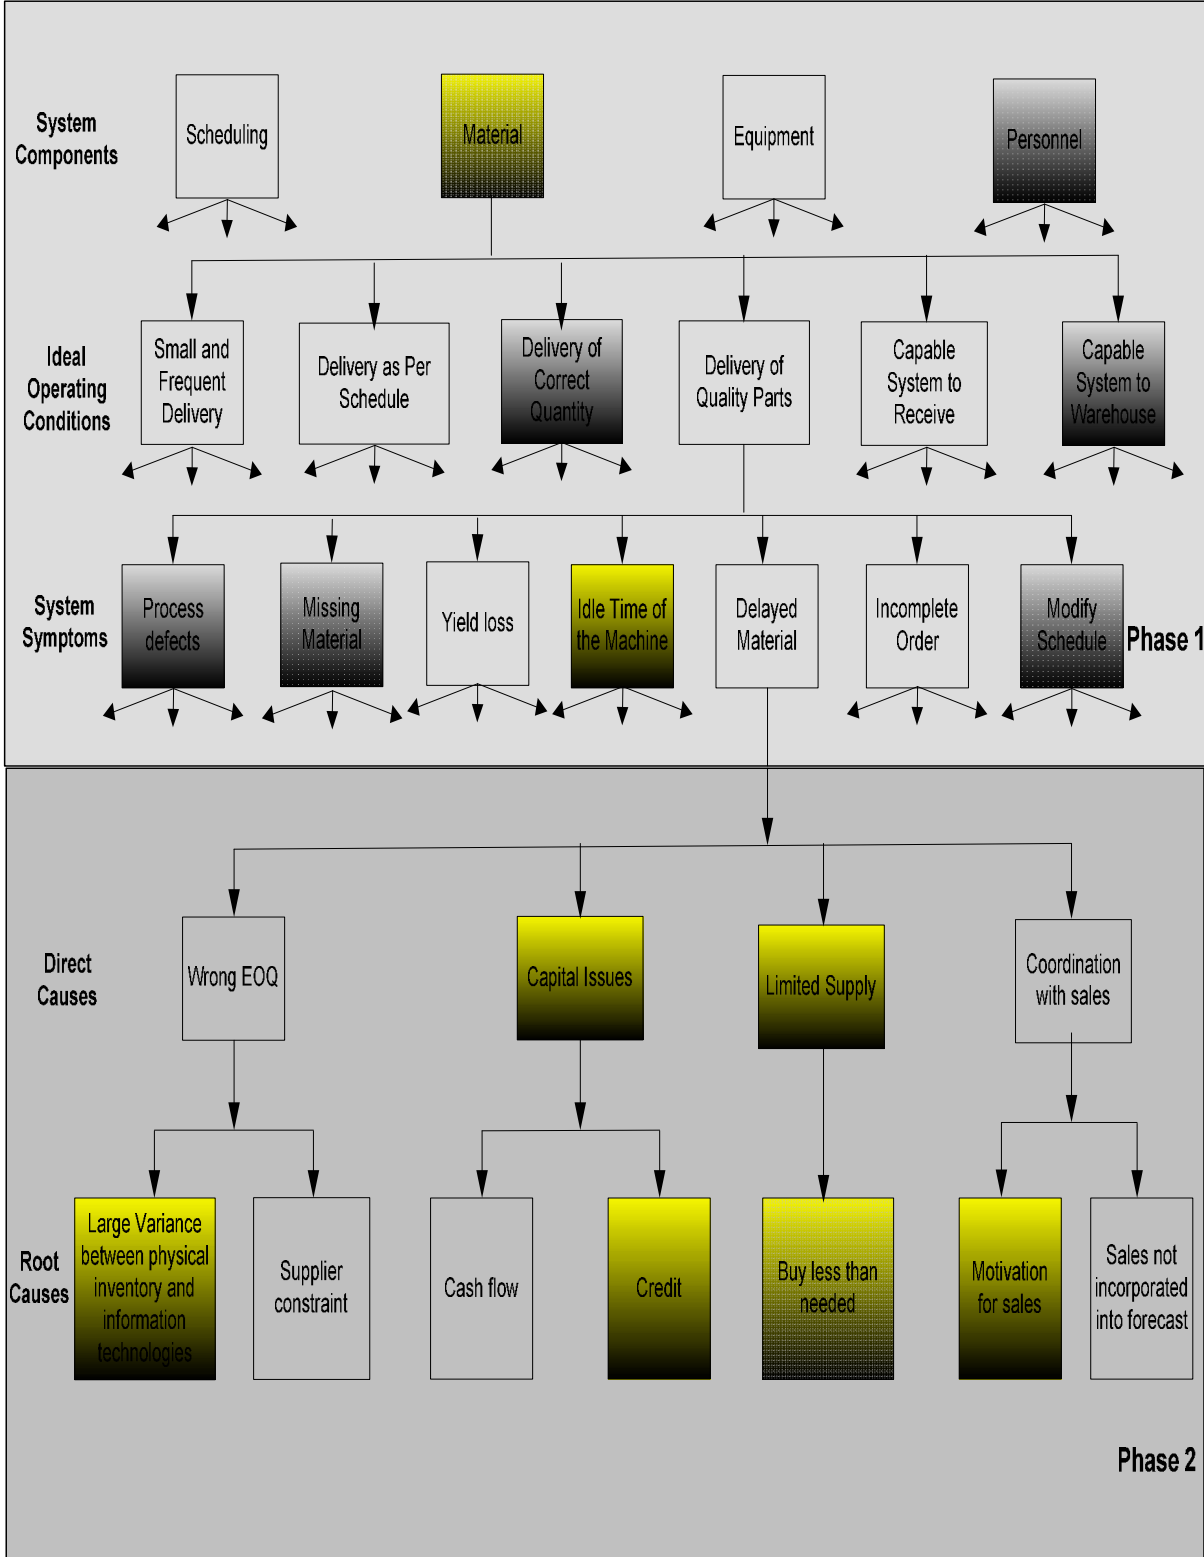 System
Components
Scheduling
Material
Equipment
Personnel
Ideal
Operating
Conditions
Small and
Frequent
Delivery
Delivery as Per
Schedule
Delivery of
Correct
Quantity
Delivery of
Quality Parts
Capable
System to
Receive
Capable
System to
Warehouse
System
Symptoms
Process
defects
Missing
Material
Yield loss
Idle Time of
the Machine
Delayed
Material
Incomplete
Order
Modify
Schedule
Phase 1
Direct
Causes
Wrong EOQ
Capital Issues
Limited Supply
Coordination
with sales
Root
Causes
Large Variance
between physical
inventory and
information
technologies
Supplier
constraint
Cash flow
Credit
Buy less than
needed
Motivation
for sales
Sales not
incorporated
into forecast
Phase 2